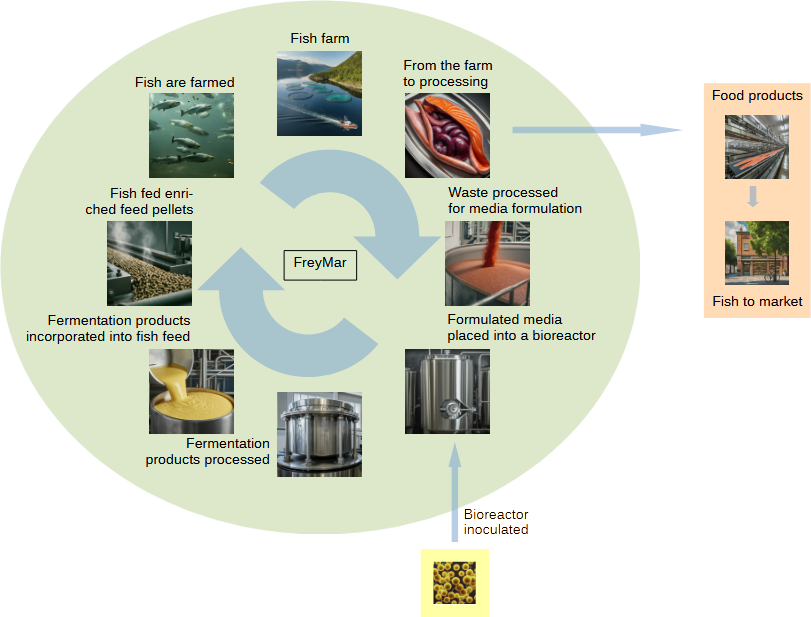 Fish farm
From the farm
to processing
Fish are farmed
Food products
Fish fed enri-
ched feed pellets
Waste processed
for media formulation
FreyMar
Fish to market
Fermentation products
incorporated into fish feed
Formulated media
placed into a bioreactor
Fermentation
products processed
Bioreactor
inoculated